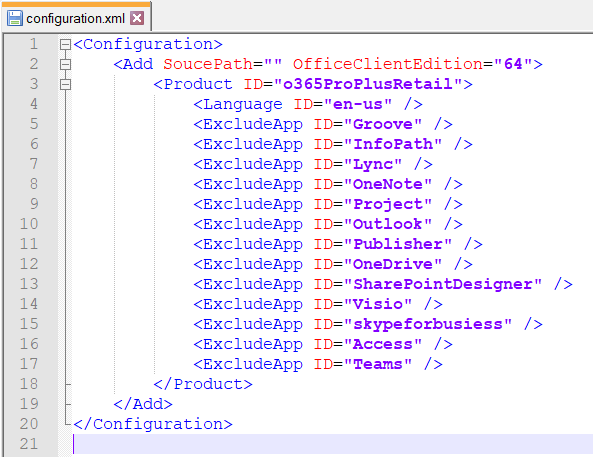 configuration.xml
1 <Configuration>
2 <Add SoucePath="" OfficeClientEdition="64">
3 <Product ID="o365ProPlusRetail">
4 <Language ID="en-us" />
5 <ExcludeApp ID="Groove" />
6 <ExcludeApp ID="InfoPath" />
7 <ExcludeApp ID="Lync" />
8 <ExcludeApp ID="OneNote" />
9 <ExcludeApp ID="Project" />
10 <ExcludeApp ID="Outlook" />
11 <ExcludeApp ID="Publisher" />
12 <ExcludeApp ID="OneDrive" />
13 <ExcludeApp ID="SharePointDesigner" />
14 <ExcludeApp ID="Visio" />
15 <ExcludeApp ID="skypeforbusiess" />
16 <ExcludeApp ID="Access" />
17 <ExcludeApp ID="Teams" />
18 </Product>
19 </Add>
20 </Configuration>
21